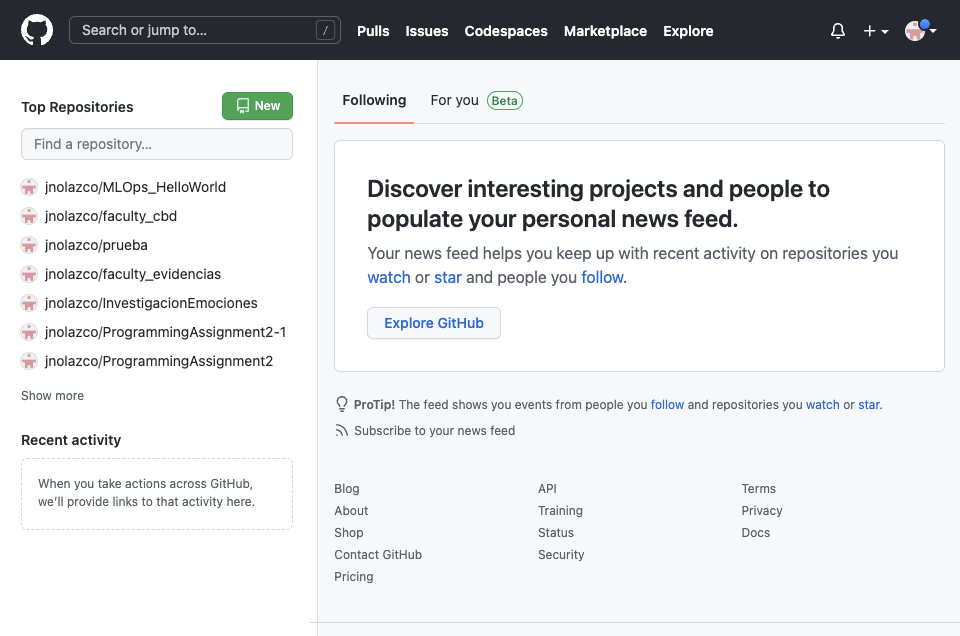 Search or jump to... /
Pulls
Issues
Codespaces
Marketplace
Explore
Top Repositories
New
Find a repository...
jnolazco/MLOps_HelloWorld
jnolazco/faculty_cbd
jnolazco/prueba
jnolazco/faculty_evidencias
jnolazco/InvestigacionEmociones
jnolazco/ProgrammingAssignment2-1
jnolazco/ProgrammingAssignment2
Show more
Recent activity
When you take actions across GitHub,
we’ll provide links to that activity here.
Following
For you Beta
Discover interesting projects and people to
populate your personal news feed.
Your news feed helps you keep up with recent activity on repositories you
watch or star and people you follow.
Explore GitHub
ProTip! The feed shows you events from people you follow and repositories you watch or star.
Subscribe to your news feed
Blog
About
Shop
Contact GitHub
Pricing
API
Training
Status
Security
Terms
Privacy
Docs